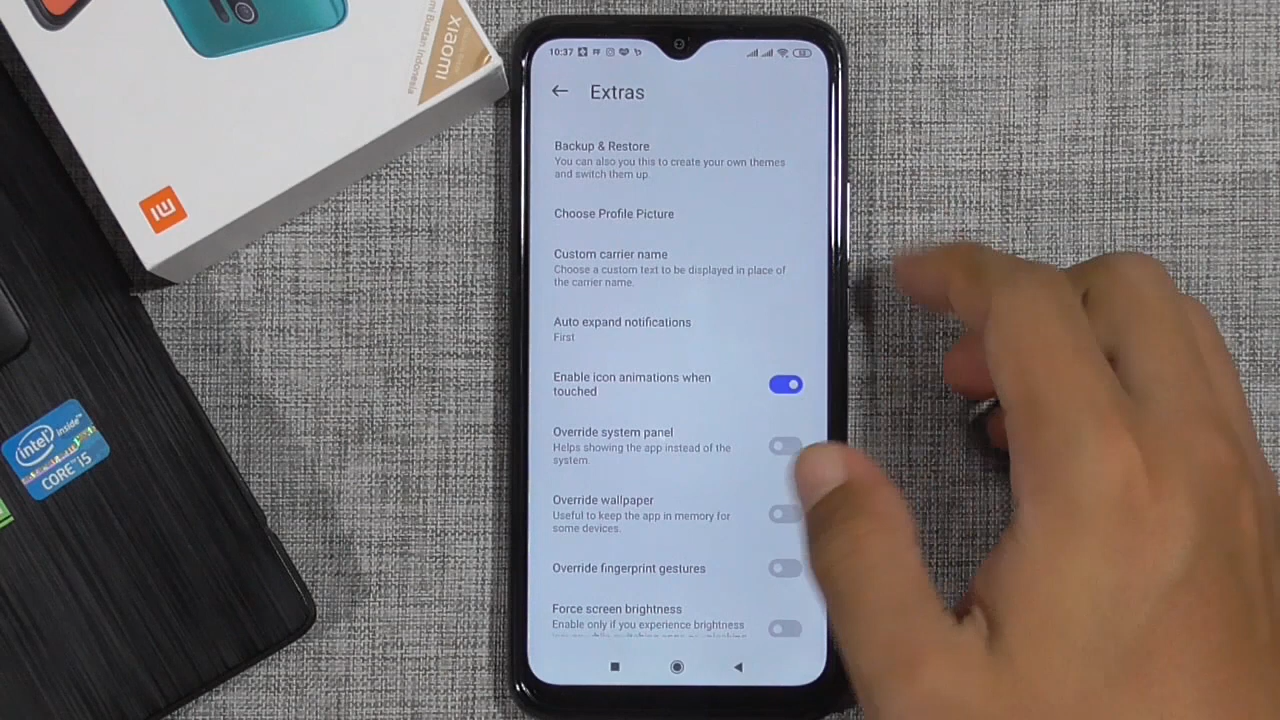 xiaomi
mi Buatan Indonesia
intel inside™
CORE™i5
10:37
Extras
Backup & Restore
You can also you this to create your own themes
and switch them up.
Choose Profile Picture
Custom carrier name
Choose a custom text to be displayed in place of
the carrier name.
Auto expand notifications
First
Enable icon animations when
touched
Override system panel
Helps showing the app instead of the
system.
Override wallpaper
Useful to keep the app in memory for
some devices.
Override fingerprint gestures
Force screen brightness
Enable only if you experience brightness